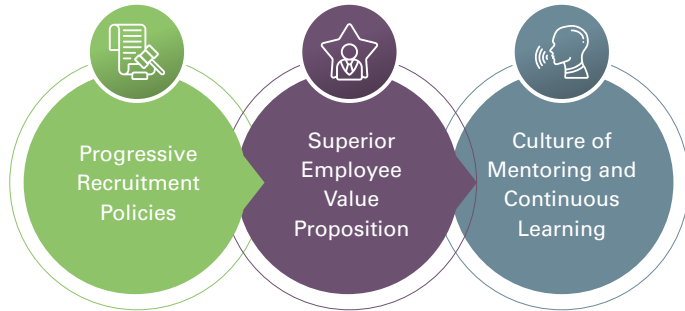 Progressive
Recruitment
Policies
Superior
Employee
Value
Proposition
Culture of
Mentoring and
Continuous
Learning